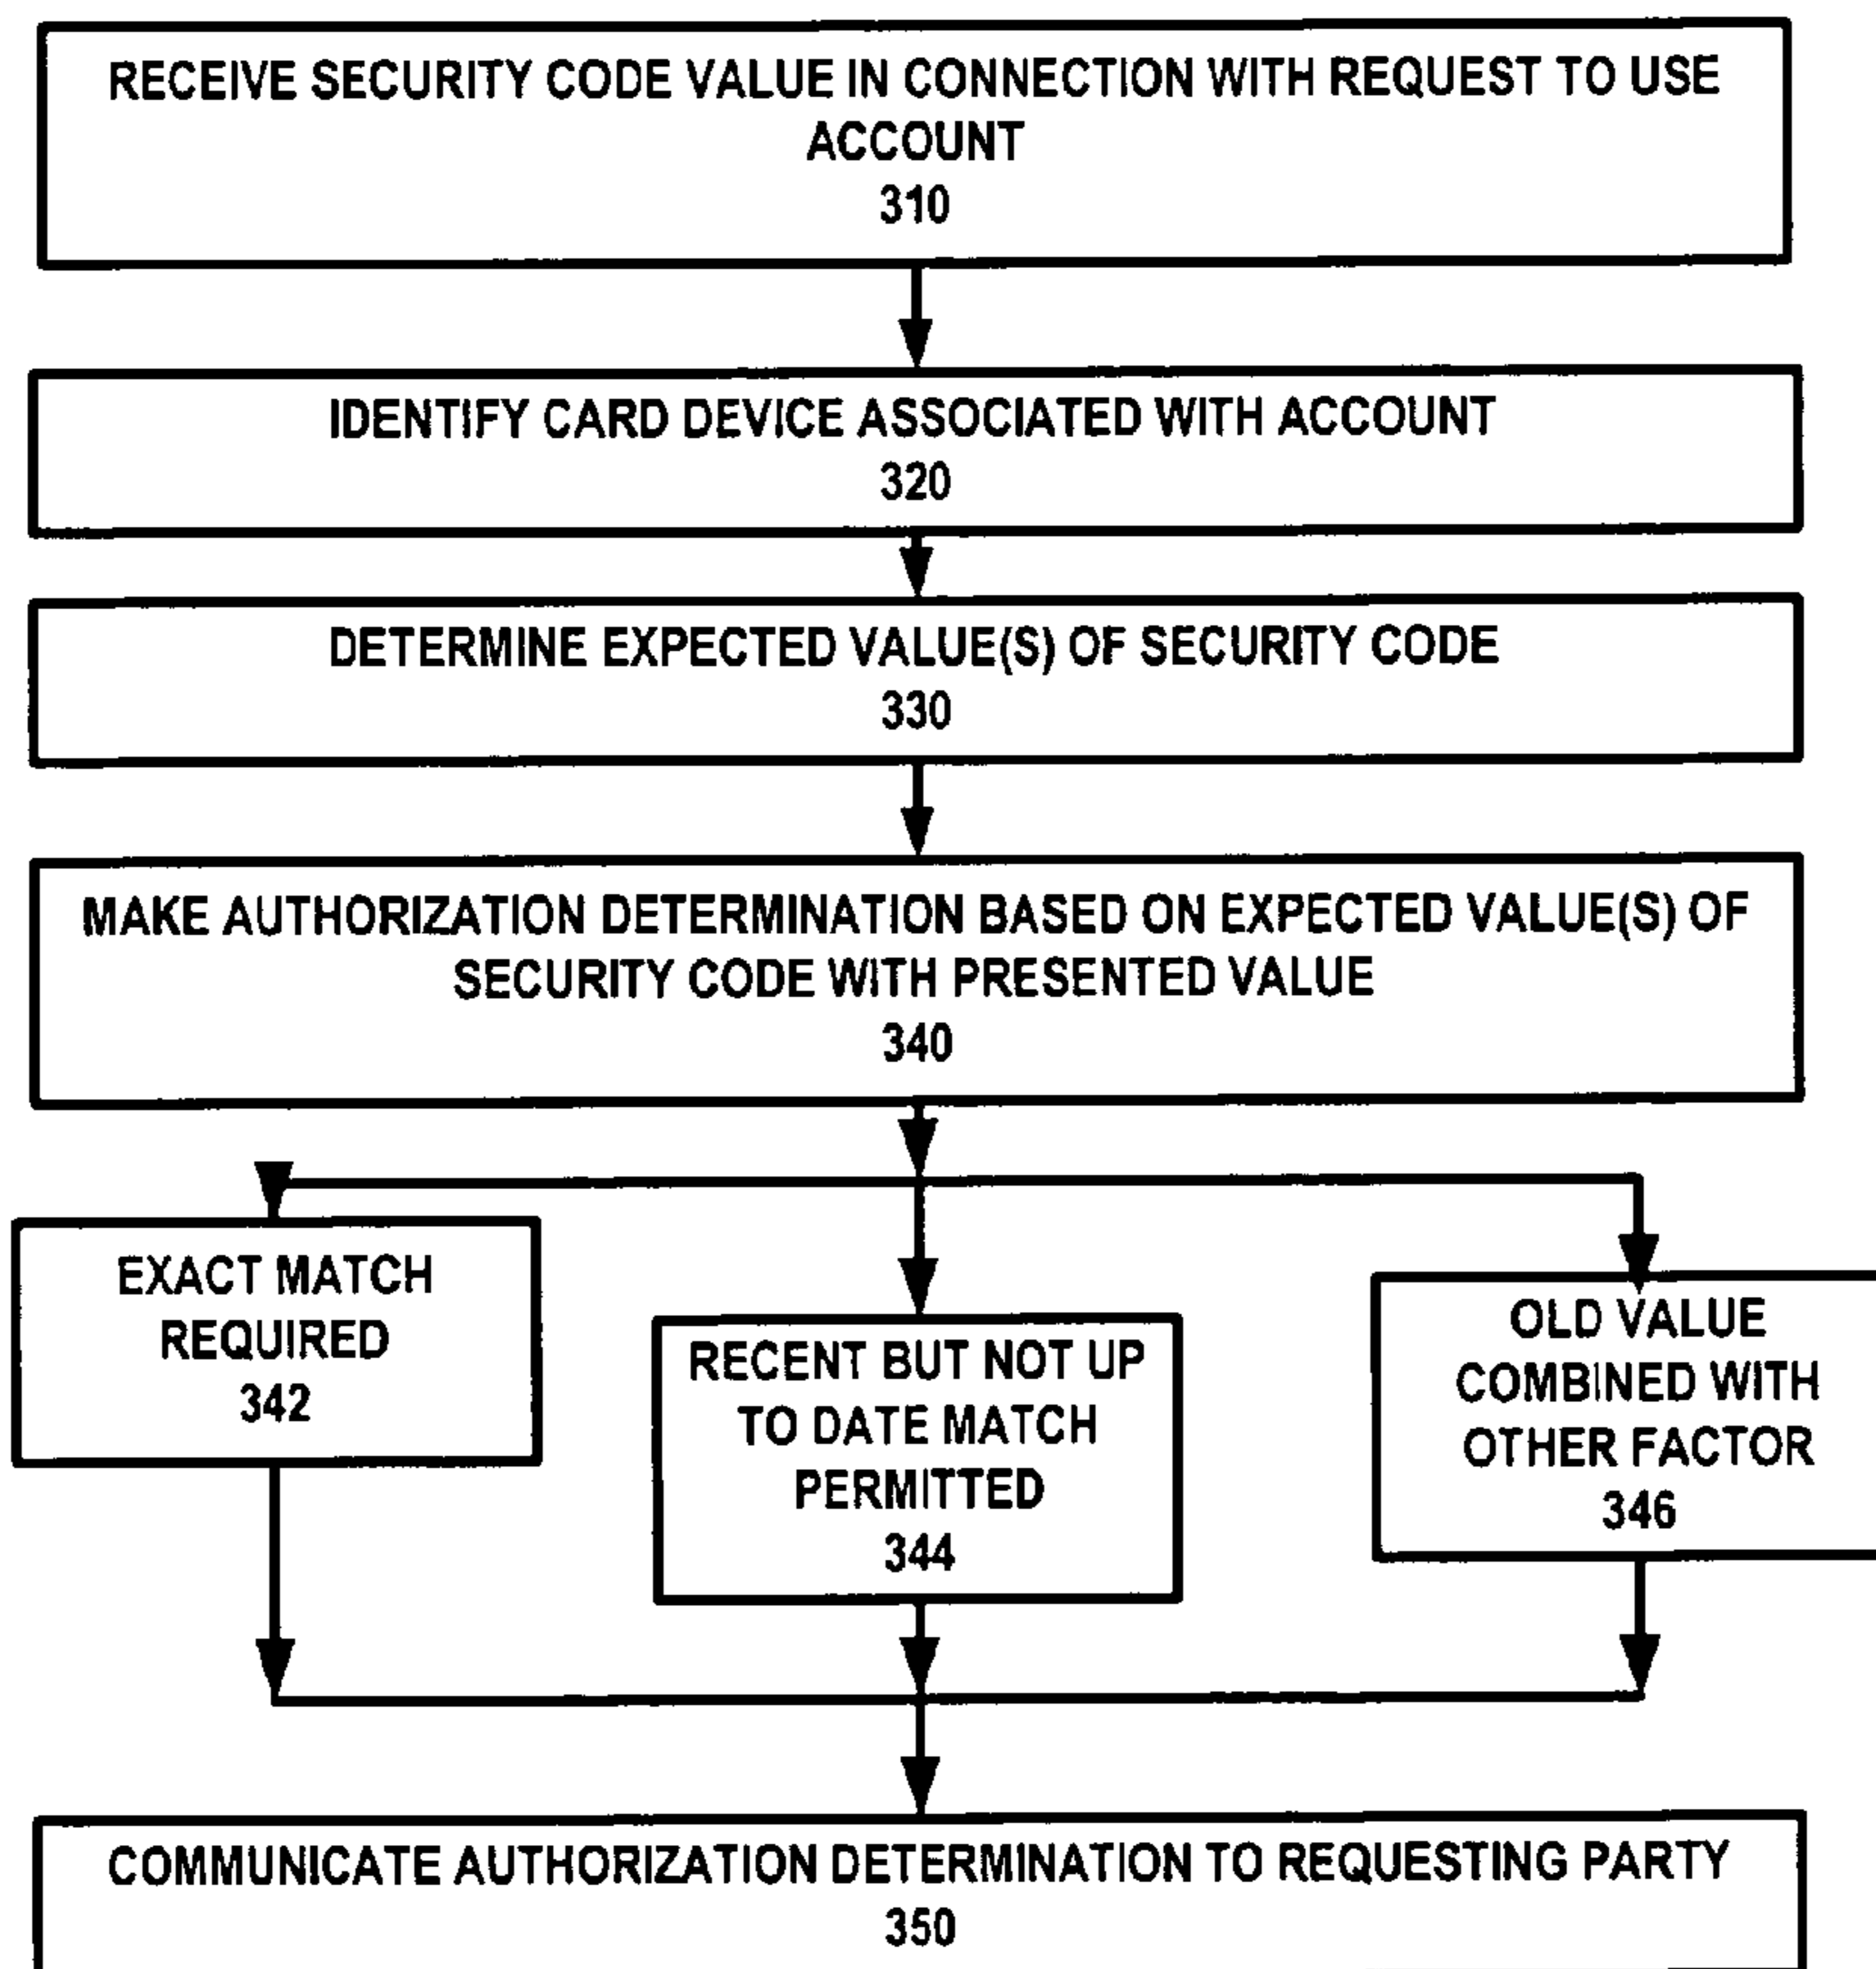 RECEIVE SECURITY CODE VALUE IN CONNECTION WITH REQUEST TO USE
ACCOUNT
310
IDENTIFY CARD DEVICE ASSOCIATED WITH ACCOUNT
320
DETERMINE EXPECTED VALUE(S) OF SECURITY CODE
330
MAKE AUTHORIZATION DETERMINATION BASED ON EXPECTED VALUE(S) OF
SECURITY CODE WITH PRESENTED VALUE
340
EXACT MATCH
REQUIRED
342
RECENT BUT NOT UP
TO DATE MATCH
PERMITTED
344
OLD VALUE
COMBINED WITH
OTHER FACTOR
346
COMMUNICATE AUTHORIZATION DETERMINATION TO REQUESTING PARTY
350